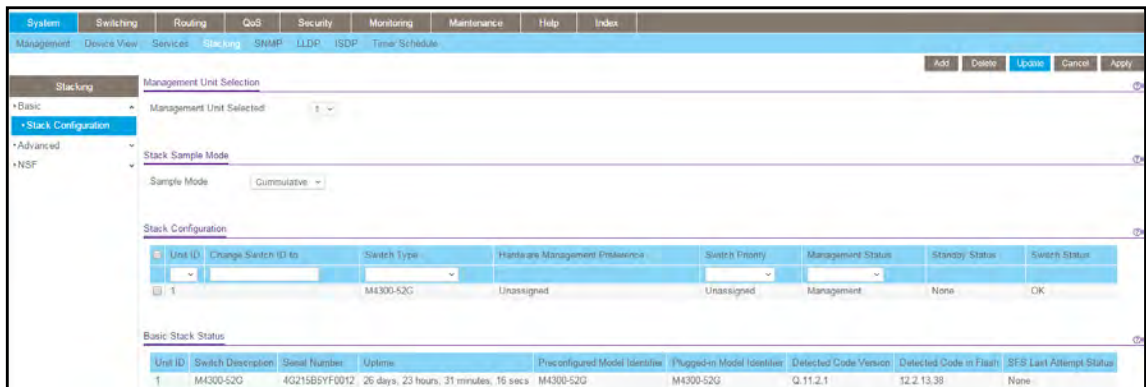 System Switching Routing QoS Security Monitoring Maintenance Help Index
Management Device View Services Stacking SNMP LLDP ISDP Timer Schedule
Add Delete Update Cancel Apply
Stacking
Basic
Stack Configuration
Advanced
NSF
Management Unit Selection
Management Unit Selected 1
Stack Sample Mode
Sample Mode Cummulative
Stack Configuration
Unit ID Change Switch ID to Switch Type Hardware Management Preference Switch Priority Management Status Standby Status Switch Status
1 M4300-52G Unassigned Unassigned Management None OK
Basic Stack Status
Unit ID Switch Description Serial Number Uptime Preconfigured Model Identifier Plugged-in Model Identifier Detected Code Version Detected Code in Flash SFS Last Attempt Status
1 M4300-52G 4G215B5YF0012 26 days, 23 hours, 31 minutes, 16 secs M4300-52G M4300-52G Q.11.2.1 12.2.13.38 None